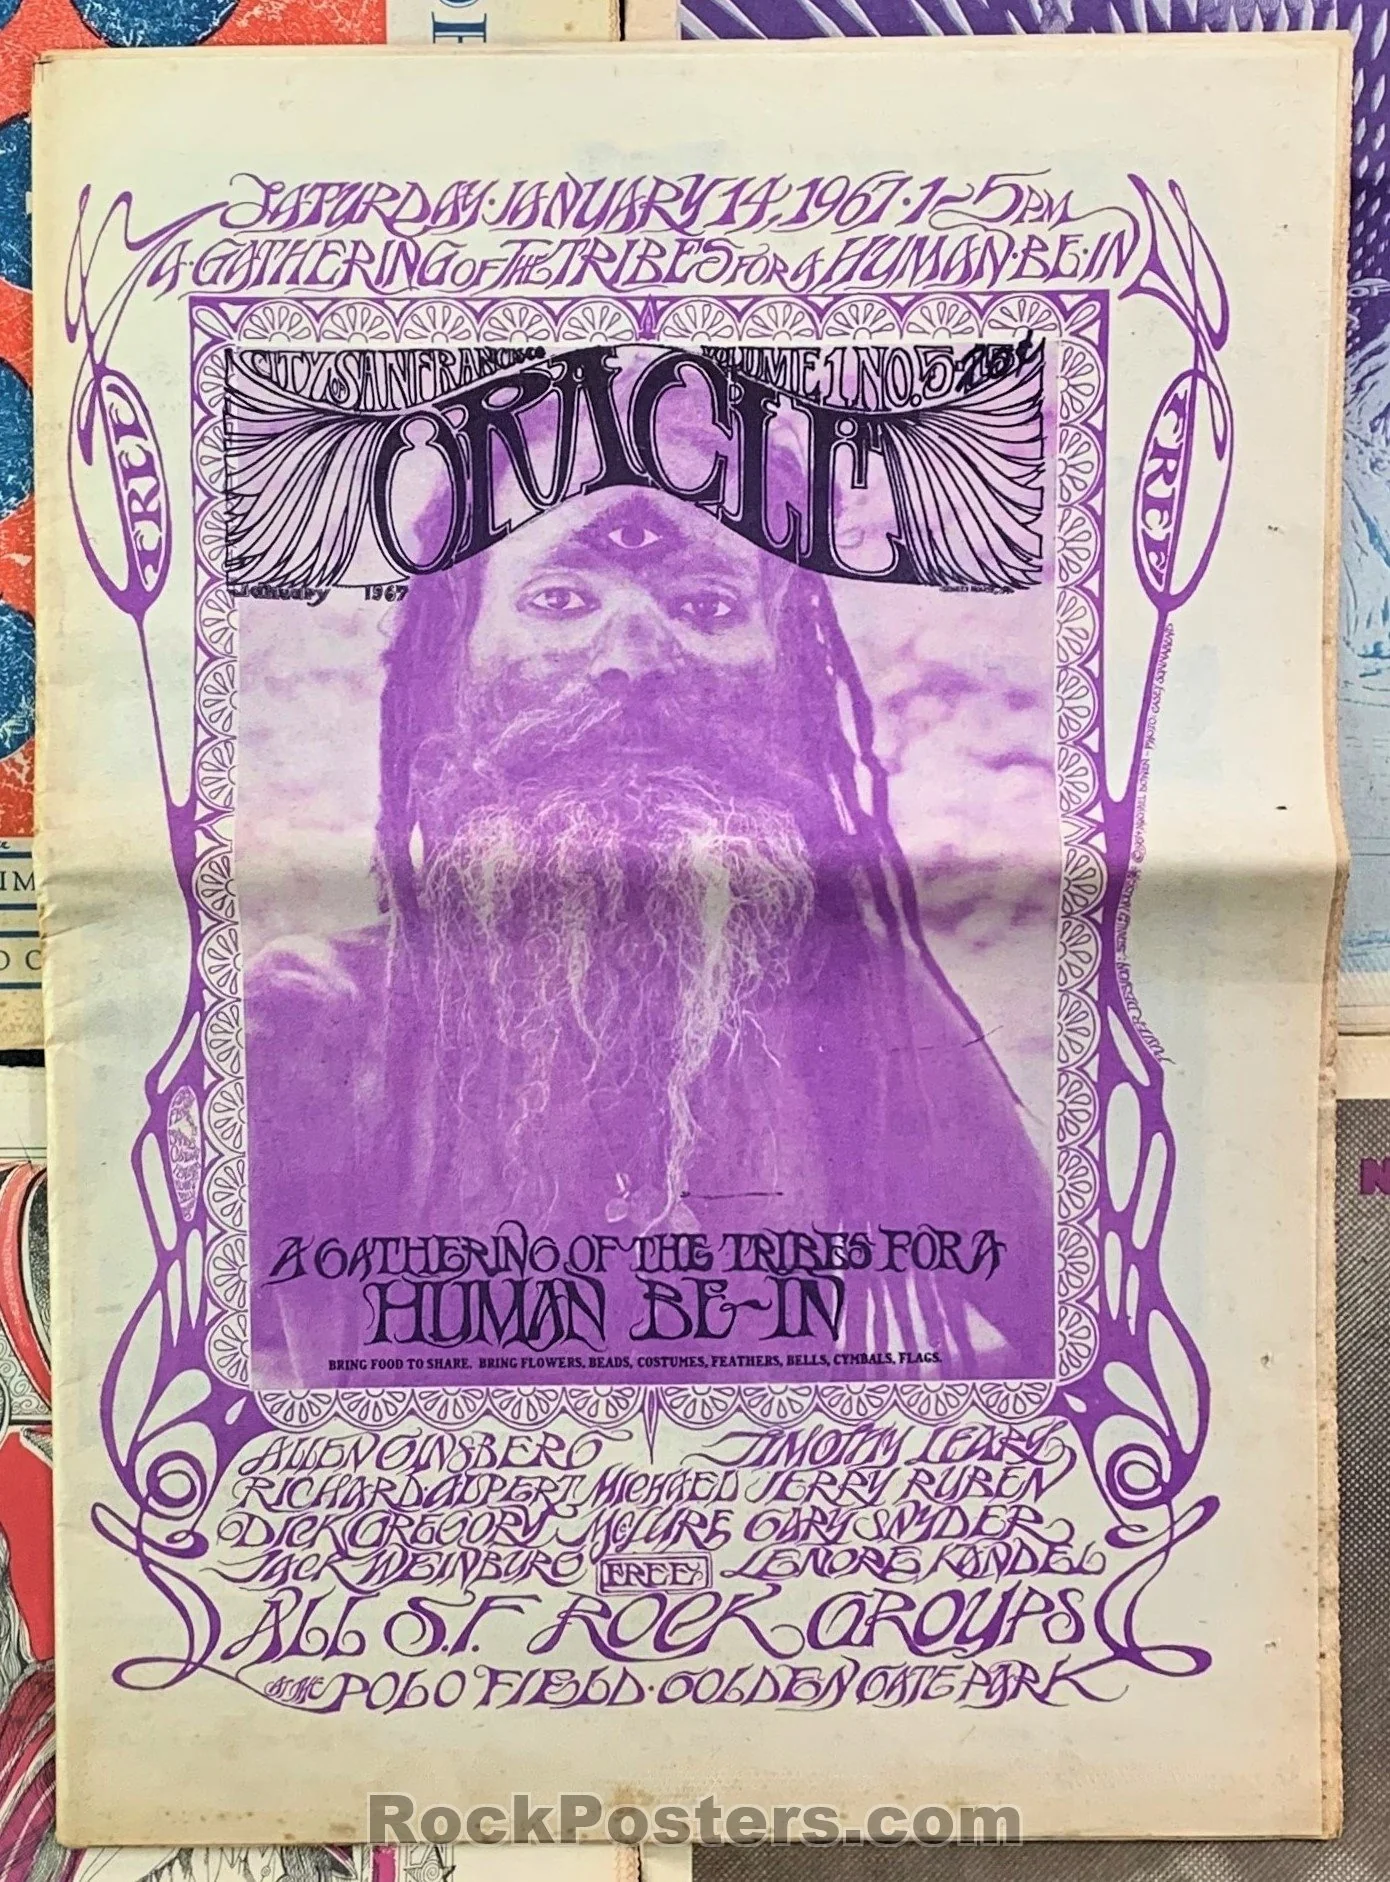 SATURDAY·JANUARY 14, 1967·1~5 PM
A·GATHERING OF THE TRIBES FOR A HUMAN·BE·IN
CITY OF SAN FRANCISCO
VOLUME 1 NO. 5
ORACLE
January 1967
FREE
FREE
A GATHERING OF THE TRIBES FOR A
HUMAN BE-IN
BRING FOOD TO SHARE. BRING FLOWERS, BEADS, COSTUMES, FEATHERS, BELLS, CYMBALS, FLAGS.
ALLEN GINSBERG TIMOTHY LEARY
RICHARD·ALPERT MICHAEL JERRY RUBEN
DICK GREGORY McCLURE GARY SNYDER
JACK WEINBURG FREE LENORE KANDEL
ALL S.F. ROCK GROUPS
AT THE POLO FIELD·GOLDEN GATE PARK
RockPosters.com